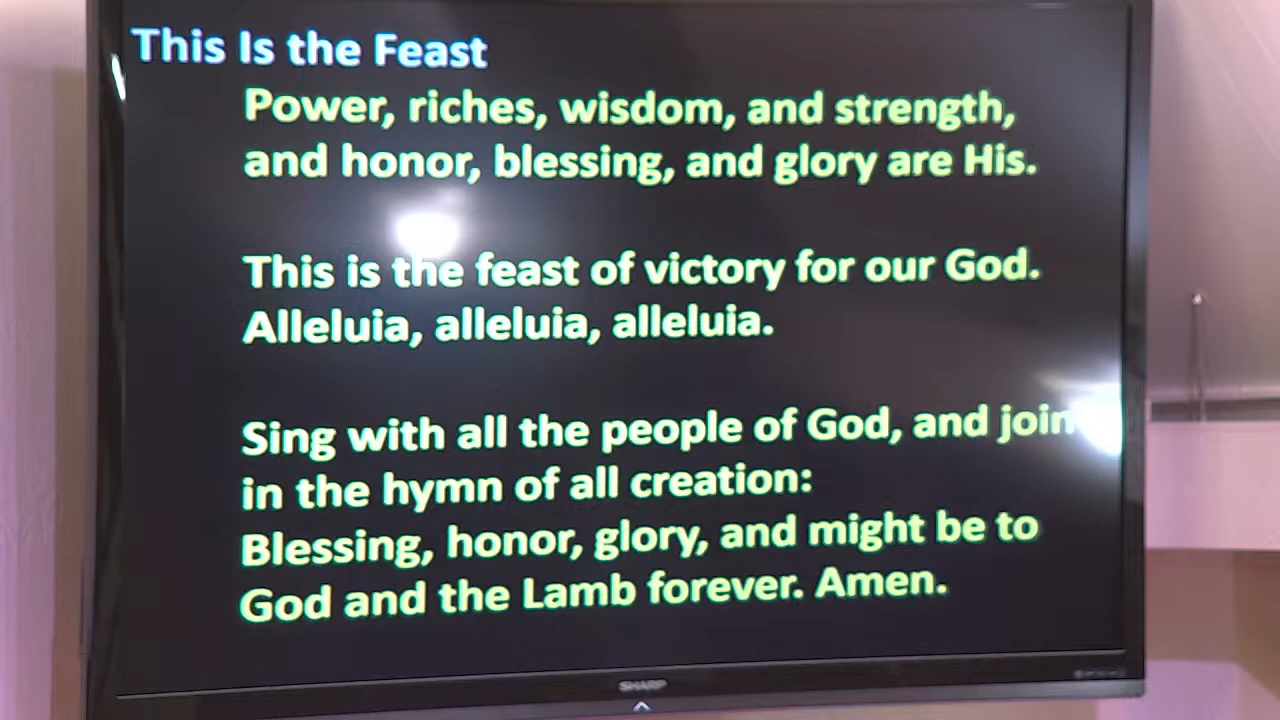 This Is the Feast
Power, riches, wisdom, and strength,
and honor, blessing, and glory are His.
This is the feast of victory for our God.
Alleluia, alleluia, alleluia.
Sing with all the people of God, and join
in the hymn of all creation:
Blessing, honor, glory, and might be to
God and the Lamb forever. Amen.
SHARP